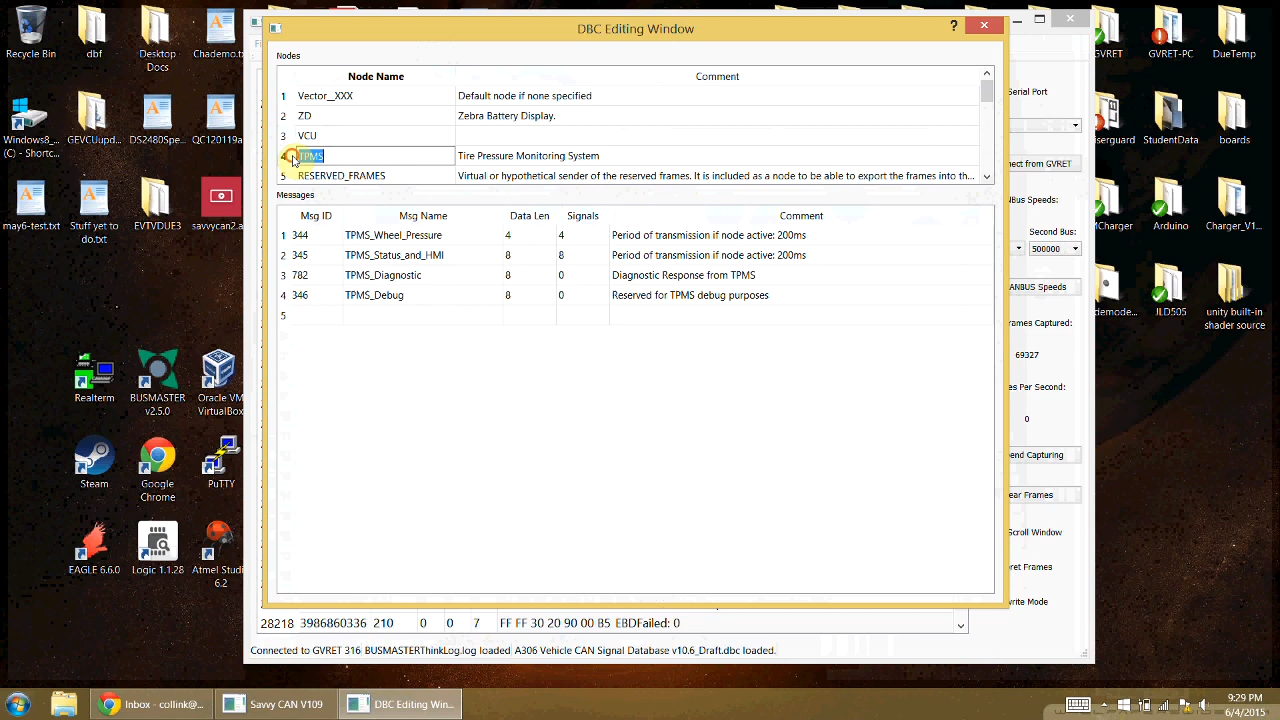 Recycle Bin
dbf
Desktop Docs
Chademo.t
Windows8_... (C) - Shortc...
GEVCUupd...
DS2480Spe...
QC120119a
may6-test.txt
Stuff yet to do.txt
EVTVDUE3
savvycan2.a
Realterm
BUSMASTER v2.5.0
Oracle VM VirtualBox
Steam
Google Chrome
PuTTY
EAGLE 6.6.0
Logic 1.1.28
Atmel Studi 6.2
DBC Editing Window
?
Nodes
Node Name Comment
1 Vector__XXX Default node if none specified
2 ZD Zebra Battery Display.
3 VCU
4 TPMS Tire Pressure Monitoring System
5 RESERVED_FRAMES Virtual or hypothetical sender of the reserved frames. It is included as a node to be able to export the frames into th...
Messages
Msg ID Msg Name Data Len Signals Comment
1 344 TPMS_Wheel_Pressure 4 4 Period of transmission if node active: 200ms
2 345 TPMS_Status_and_HMI 8 8 Period of transmission if node active: 200ms
3 782 TPMS_Diagnostic 8 0 Diagnostic Response from TPMS
4 346 TPMS_Debug 8 0 Reserved for TPMS debug purposes
5
28218 3986860336 210 0 0 7 FF FF 30 20 90 00 B5 EBDFailed: 0
Connected to GVRET 316 BUSMASTERThinkLog.log loaded A306 Vehicle CAN Signal Database v10.6_Draft.dbc loaded.
Serial Port
nect from GVRET
NBus Speeds:
Second Bus:
500000
ANBUS Speeds
rames Captured:
69327
es Per Second:
0
end Capturing
ear Frames
Scroll Window
ret Frames
write Mode
GVRET
GVRET-PC
DueTemp
iserguard
StudentData
boards
MCharger
Arduino
Charger_V1...
demode...
JLD505
unity built-in shader source
Inbox - collink@...
Savvy CAN V109
DBC Editing Win...
9:29 PM
6/4/2015